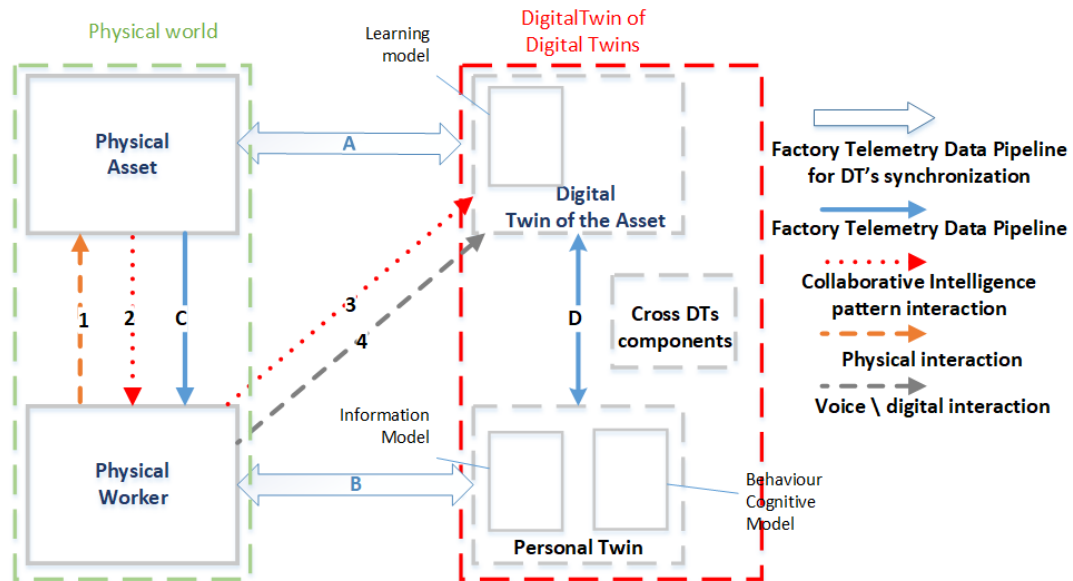 Physical world
DigitalTwin of
Digital Twins
Learning
model
Physical
Asset
A
Digital
Twin of the Asset
Factory Telemetry Data Pipeline
for DT's synchronization
Factory Telemetry Data Pipeline
Collaborative Intelligence
pattern interaction
Physical interaction
Voice \ digital interaction
1
2
C
3
4
D
Cross DTs
components
Information
Model
Physical
Worker
B
Behaviour
Cognitive
Model
Personal Twin